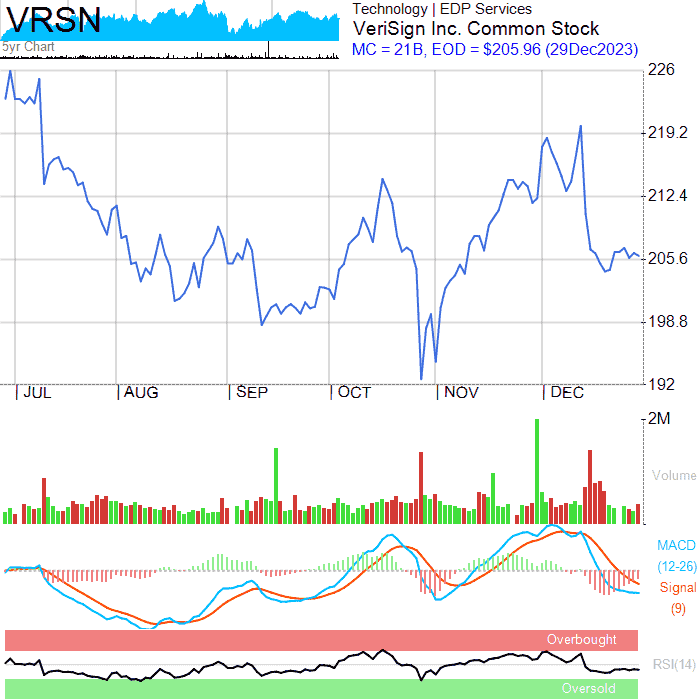 VRSN
5yr Chart
Technology | EDP Services
VeriSign Inc. Common Stock
MC = 21B, EOD = $205.96 (29Dec2023)
226
219.2
212.4
205.6
198.8
192
JUL AUG SEP OCT NOV DEC
2M
Volume
MACD
(12-26)
Signal
(9)
Overbought
RSI(14)
Oversold